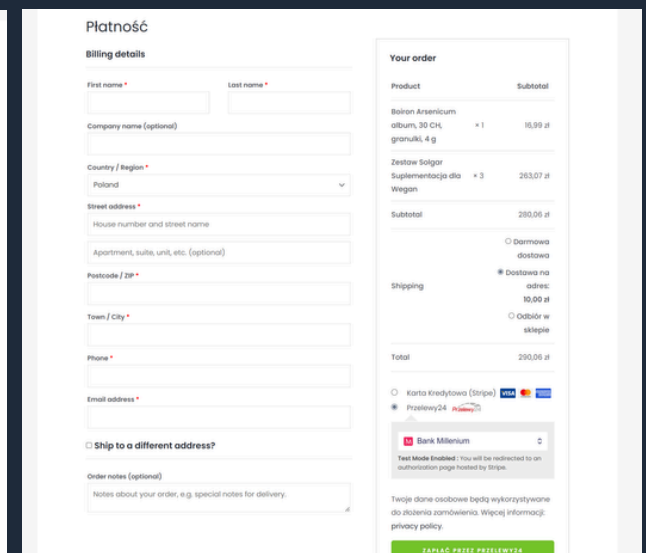 Płatność
Billing details
First name *
Last name *
Company name (optional)
Country / Region *
Poland
Street address *
House number and street name
Apartment, suite, unit, etc. (optional)
Postcode / ZIP *
Town / City *
Phone *
Email address *
Ship to a different address?
Order notes (optional)
Notes about your order, e.g. special notes for delivery.
Your order
Product Subtotal
Boiron Arsenicum
album, 30 CH, × 1 16,99 zł
granulki, 4 g
Zestaw Solgar
Suplementacja dla × 3 263,07 zł
Wegan
Subtotal 280,06 zł
Darmowa
dostawa
Dostawa na
Shipping adres:
10,00 zł
Odbiór w
sklepie
Total 290,06 zł
Karta Kredytowa (Stripe) VISA
Przelewy24 Przelewy24
Bank Millenium
Test Mode Enabled : You will be redirected to an
authorization page hosted by Stripe.
Twoje dane osobowe będą wykorzystywane
do złożenia zamówienia. Więcej informacji:
privacy policy.
ZAPŁAĆ PRZEZ PRZELEWY24